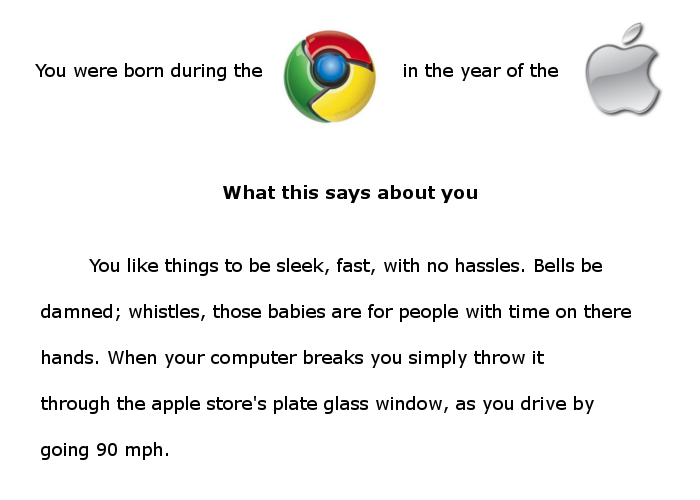 You were born during the in the year of the
What this says about you
You like things to be sleek, fast, with no hassles. Bells be
damned; whistles, those babies are for people with time on there
hands. When your computer breaks you simply throw it
through the apple store's plate glass window, as you drive by
going 90 mph.